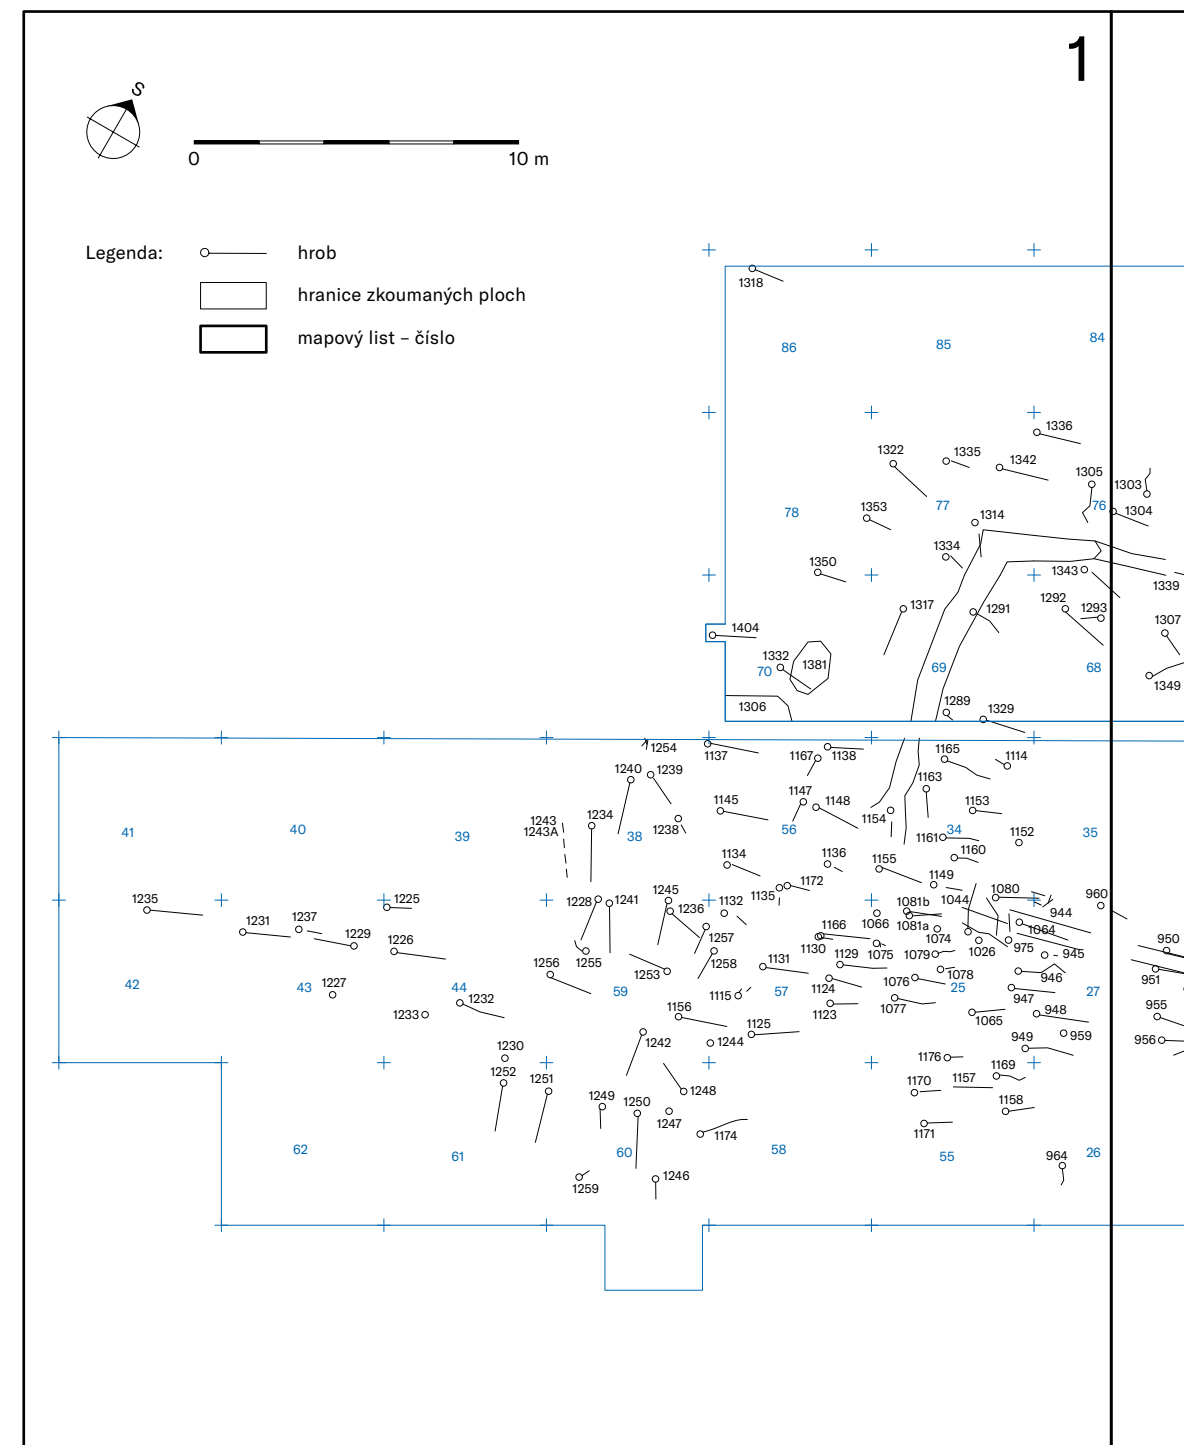 1
S
0 10 m
Legenda:
hrob
hranice zkoumaných ploch
mapový list – číslo
1318
86 85 84
1336
1322 1335 1342
1305 1303
78 1353 77 1314 76 1304
1334
1350 1343 1339
1317 1291 1292 1293 1307
1404
1332 1381
70 69 68
1349
1306 1289 1329
1254 1137 1167 1138 1165 1114
1240 1239
1163
1147 1148 1153
1145 1154
1243 1234
1243A 1238
41 40 39 38 56 34 35
1161 1152
1134 1136 1155 1160
1149
1135 1172 1080 960
1235 1225 1228 1241 1245 1236 1132 1081b 1044 944
1231 1237 1066 1081a 1064
1229 1226 1257 1166 1074 975
1130 1075 1079 1026 945 950
1256 1255 1253 1258 1131 1129 1078 946 951
42 43 44 59 57 1124 1076 25 27
1227 1232 1115 1077 947
1233 1156 1125 1123 1065 948 955
1242 1244 949 959 956
1230 1176
1252 1251 1248 1170 1157 1169
1249 1250 1247 1158
1174 1171
62 61 60 58 55 26
964
1259 1246